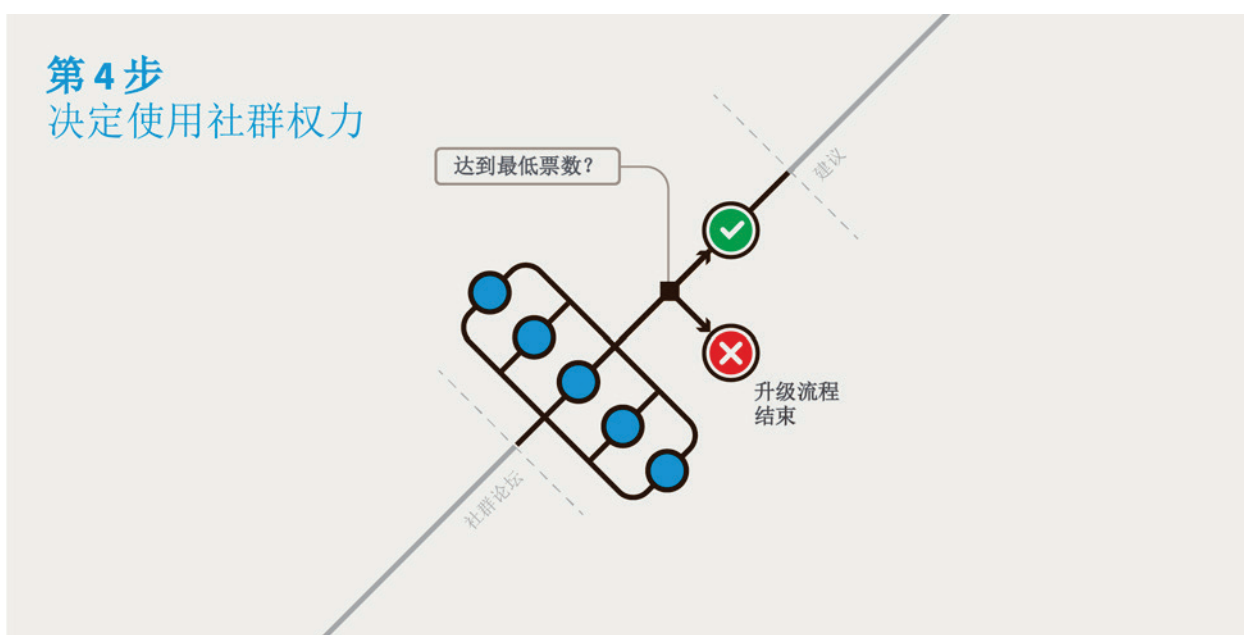 第 4 步
决定使用社群权力
达到最低票数？
建议
升级流程
结束
社群论坛